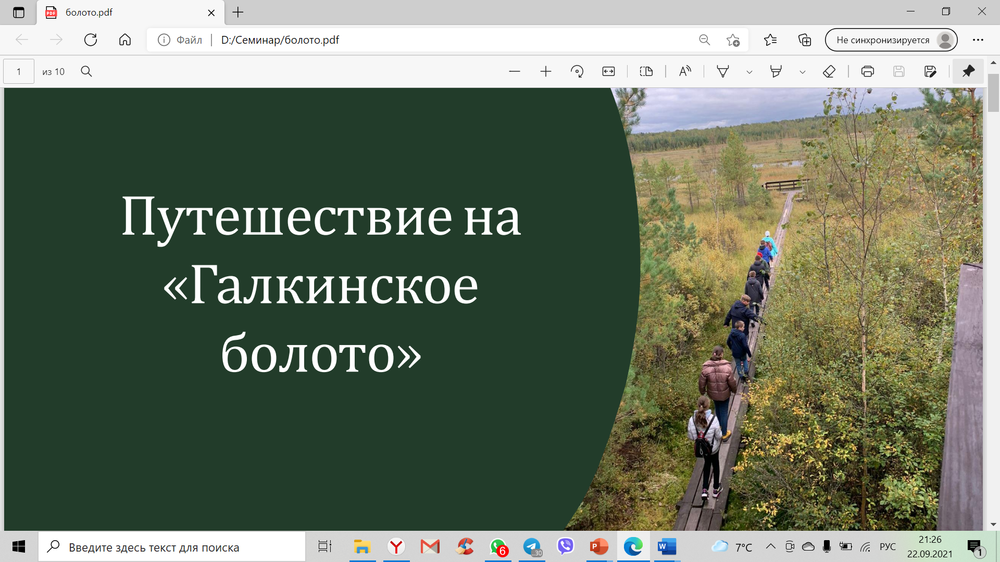 болото.pdf
Файл D:/Семинар/болото.pdf
Не синхронизируется
1 из 10
Путешествие на
«Галкинское
болото»
Введите здесь текст для поиска
6
..30
7°C
РУС
21:26
22.09.2021
1